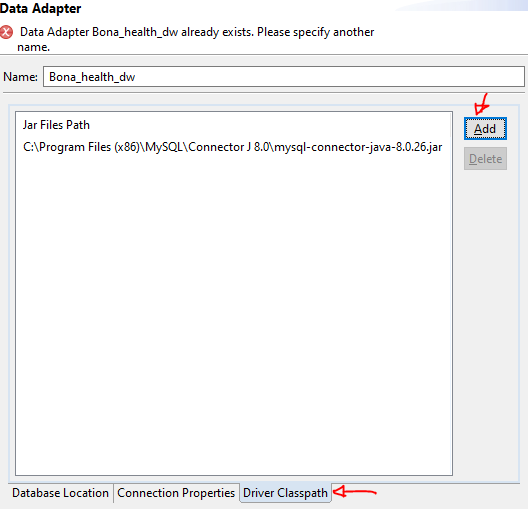 Data Adapter
Data Adapter Bona_health_dw already exists. Please specify another
name.
Name: Bona_health_dw
Jar Files Path
Add
C:\Program Files (x86)\MySQL\Connector J 8.0\mysql-connector-java-8.0.26.jar
Delete
Database Location Connection Properties Driver Classpath